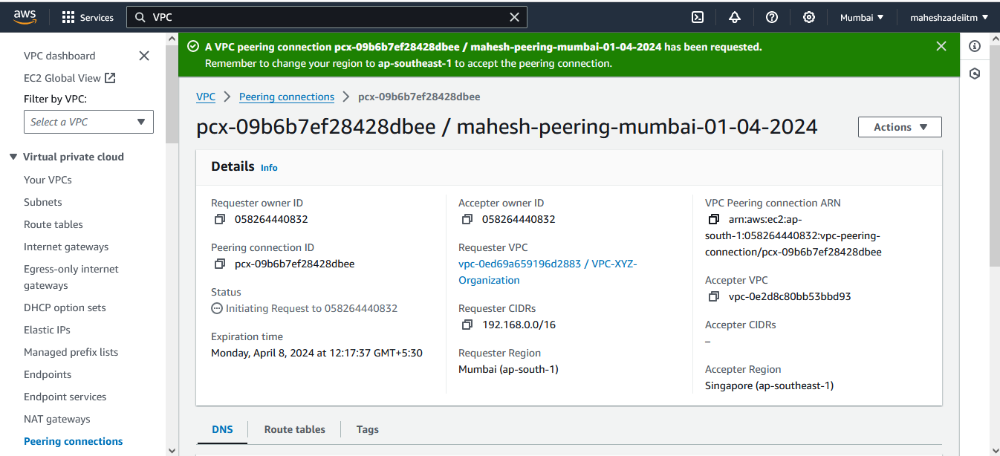 aws
Services
VPC
Mumbai
maheshzadeiitm
VPC dashboard
EC2 Global View
Filter by VPC:
Select a VPC
Virtual private cloud
Your VPCs
Subnets
Route tables
Internet gateways
Egress-only internet
gateways
DHCP option sets
Elastic IPs
Managed prefix lists
Endpoints
Endpoint services
NAT gateways
Peering connections
A VPC peering connection pcx-09b6b7ef28428dbee / mahesh-peering-mumbai-01-04-2024 has been requested.
Remember to change your region to ap-southeast-1 to accept the peering connection.
VPC > Peering connections > pcx-09b6b7ef28428dbee
pcx-09b6b7ef28428dbee / mahesh-peering-mumbai-01-04-2024
Actions
Details Info
Requester owner ID
058264440832
Peering connection ID
pcx-09b6b7ef28428dbee
Status
Initiating Request to 058264440832
Expiration time
Monday, April 8, 2024 at 12:17:37 GMT+5:30
Accepter owner ID
058264440832
Requester VPC
vpc-0ed69a659196d2883 / VPC-XYZ-
Organization
Requester CIDRs
192.168.0.0/16
Requester Region
Mumbai (ap-south-1)
VPC Peering connection ARN
arn:aws:ec2:ap-
south-1:058264440832:vpc-peering-
connection/pcx-09b6b7ef28428dbee
Accepter VPC
vpc-0e2d8c80bb53bbd93
Accepter CIDRs
–
Accepter Region
Singapore (ap-southeast-1)
DNS
Route tables
Tags